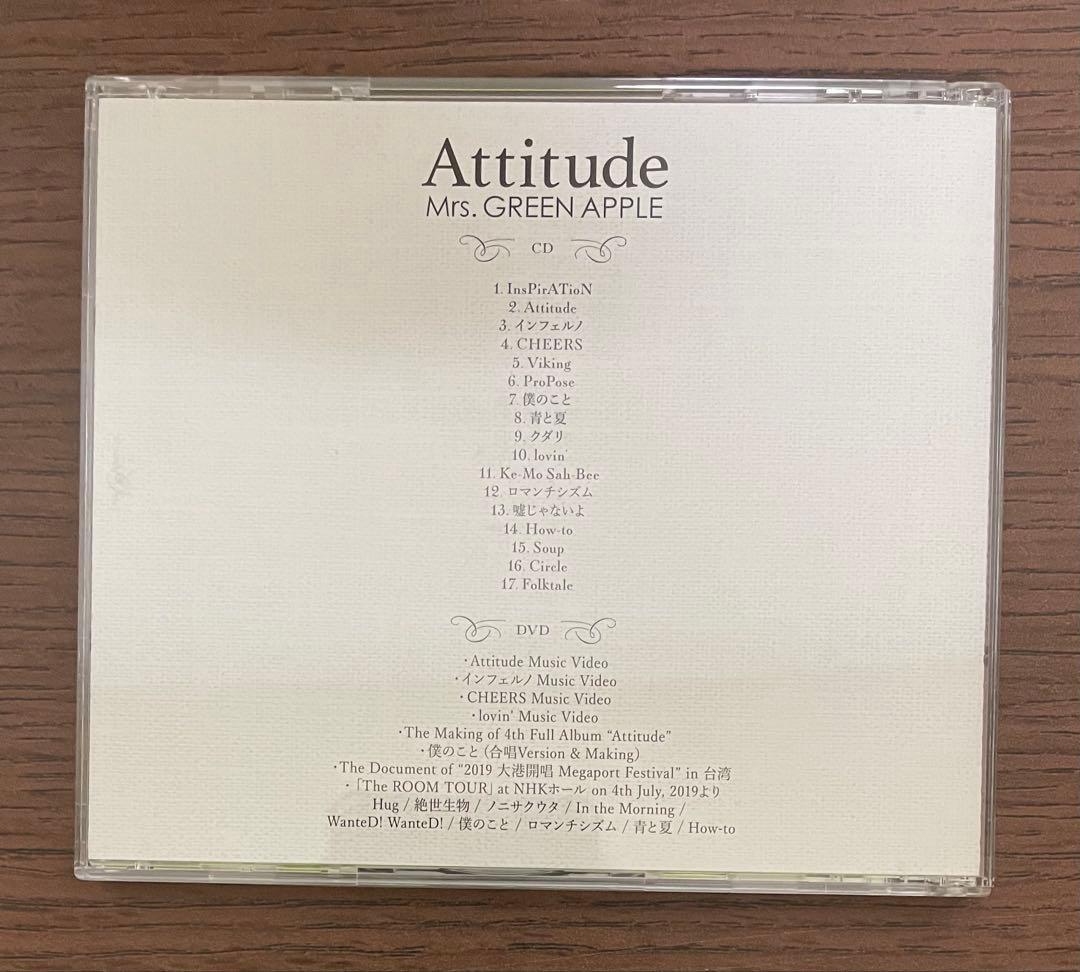 Attitude
Mrs. GREEN APPLE
CD
1. InsPirATioN
2. Attitude
3. インフェルノ
4. CHEERS
5. Viking
6. ProPose
7. 僕のこと
8. 青と夏
9. クダリ
10. lovin'
11. Ke-Mo Sah-Bee
12. ロマンチシズム
13. 嘘じゃないよ
14. How-to
15. Soup
16. Circle
17. Folktale
DVD
・Attitude Music Video
・インフェルノ Music Video
・CHEERS Music Video
・lovin' Music Video
・The Making of 4th Full Album “Attitude”
・僕のこと (合唱Version & Making)
・The Document of “2019 大港開唱 Megaport Festival” in 台湾
・「The ROOM TOUR」 at NHKホール on 4th July, 2019より
Hug / 絶世生物 / ノニサクウタ / In the Morning /
WanteD! WanteD! / 僕のこと / ロマンチシズム / 青と夏 / How-to